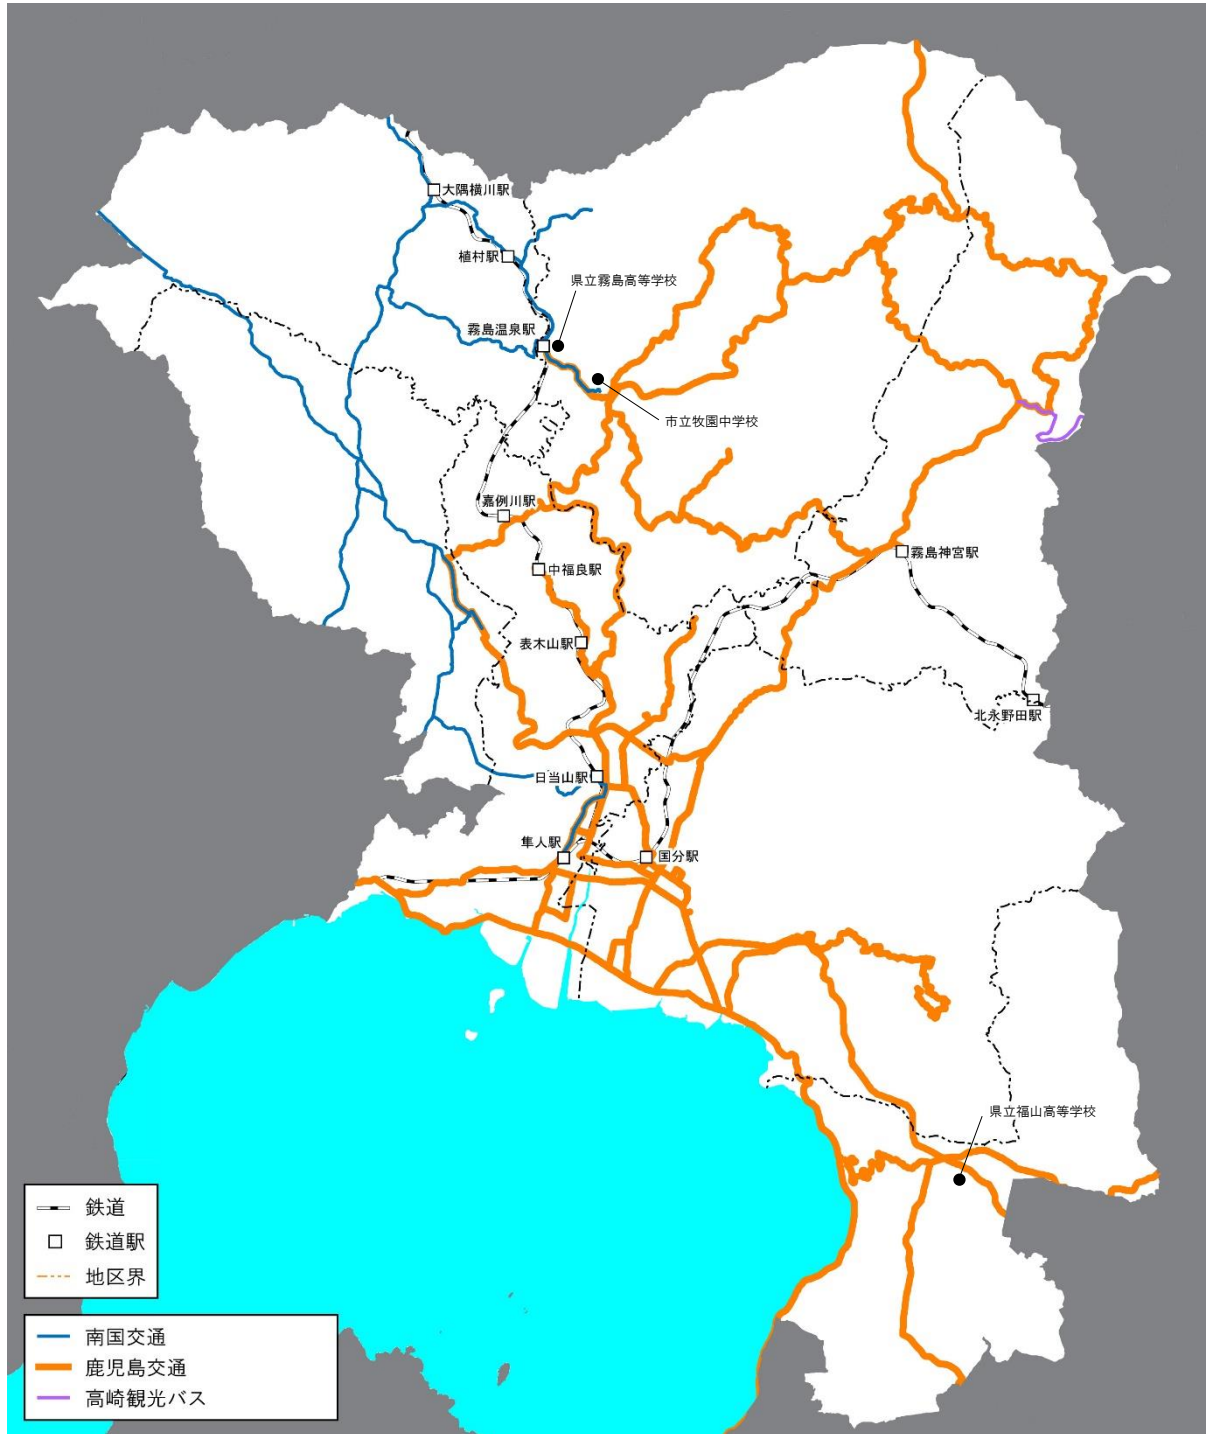 大隅横川駅
植村駅
県立霧島高等学校
霧島温泉駅
市立牧園中学校
嘉例川駅
霧島神宮駅
中福良駅
表木山駅
北永野田駅
日当山駅
隼人駅
国分駅
県立福山高等学校
鉄道
鉄道駅
地区界
南国交通
鹿児島交通
高崎観光バス